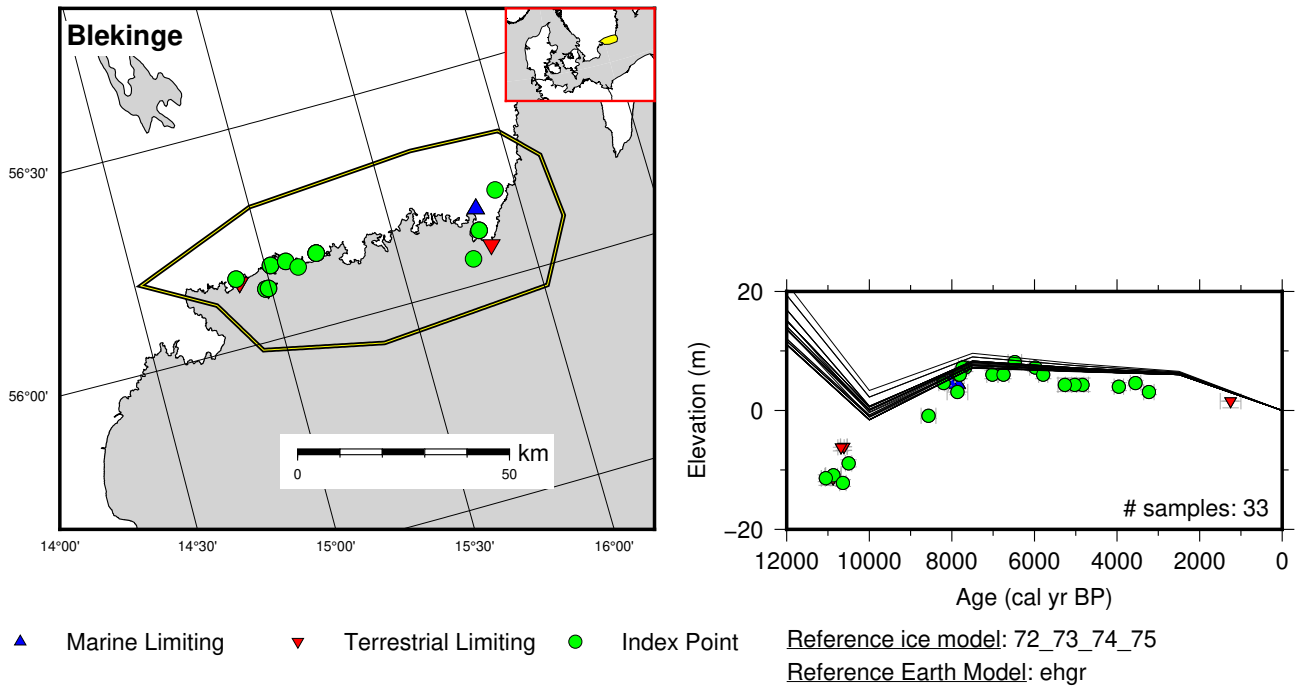 Blekinge
56°30'
56°00'
km
0 50
14°00' 14°30' 15°00' 15°30' 16°00'
Elevation (m)
20
0
−20
# samples: 33
12000 10000 8000 6000 4000 2000 0
Age (cal yr BP)
Marine Limiting Terrestrial Limiting Index Point
Reference ice model: 72_73_74_75
Reference Earth Model: ehgr